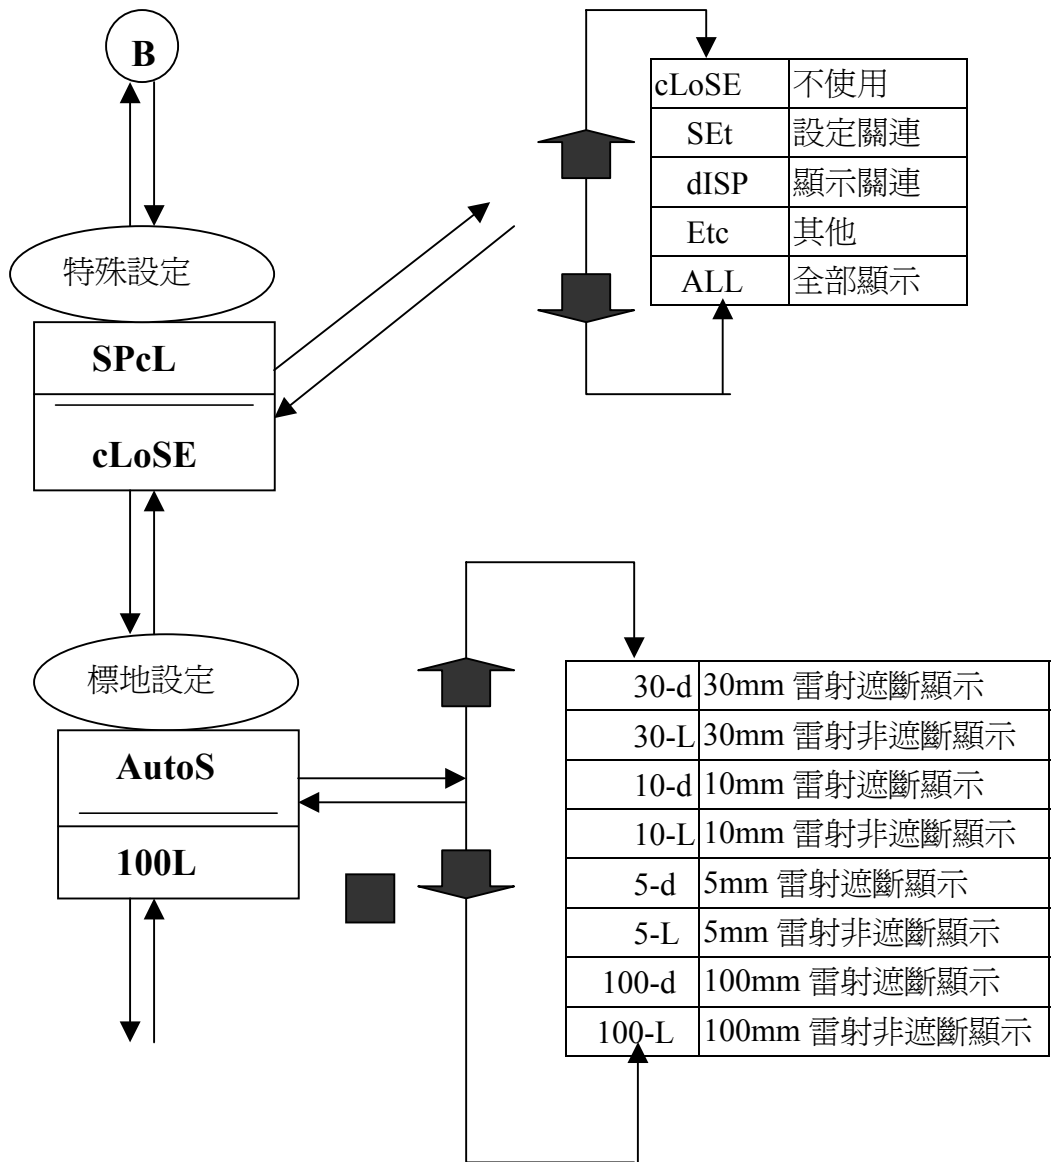 B
cLoSE 不使用
SEt 設定關連
dISP 顯示關連
Etc 其他
ALL 全部顯示
特殊設定
SPcL
cLoSE
標地設定
AutoS
100L
30-d 30mm 雷射遮斷顯示
30-L 30mm 雷射非遮斷顯示
10-d 10mm 雷射遮斷顯示
10-L 10mm 雷射非遮斷顯示
5-d 5mm 雷射遮斷顯示
5-L 5mm 雷射非遮斷顯示
100-d 100mm 雷射遮斷顯示
100-L 100mm 雷射非遮斷顯示